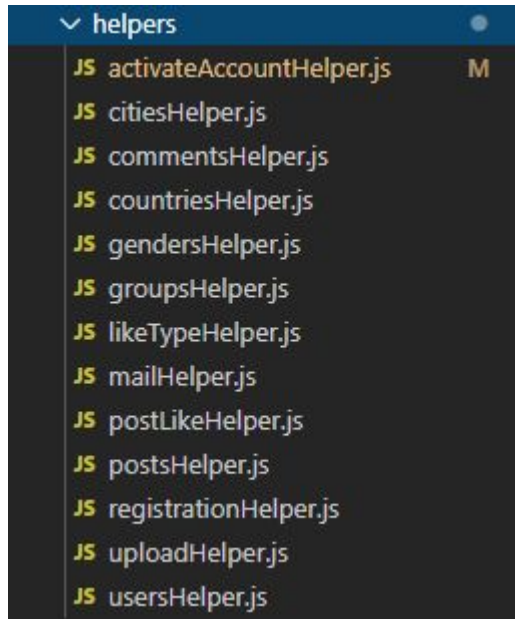 helpers
JS activateAccountHelper.js M
JS citiesHelper.js
JS commentsHelper.js
JS countriesHelper.js
JS gendersHelper.js
JS groupsHelper.js
JS likeTypeHelper.js
JS mailHelper.js
JS postLikeHelper.js
JS postsHelper.js
JS registrationHelper.js
JS uploadHelper.js
JS usersHelper.js